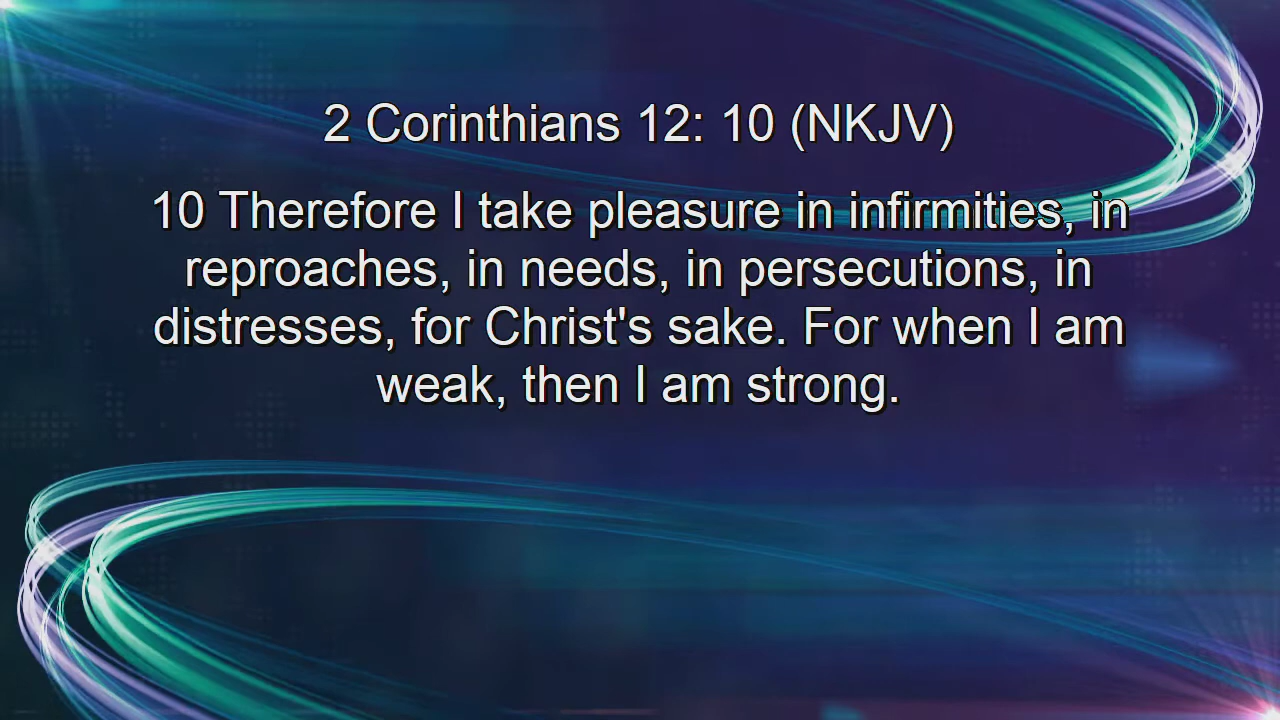 2 Corinthians 12: 10 (NKJV)
10 Therefore I take pleasure in infirmities, in
reproaches, in needs, in persecutions, in
distresses, for Christ's sake. For when I am
weak, then I am strong.